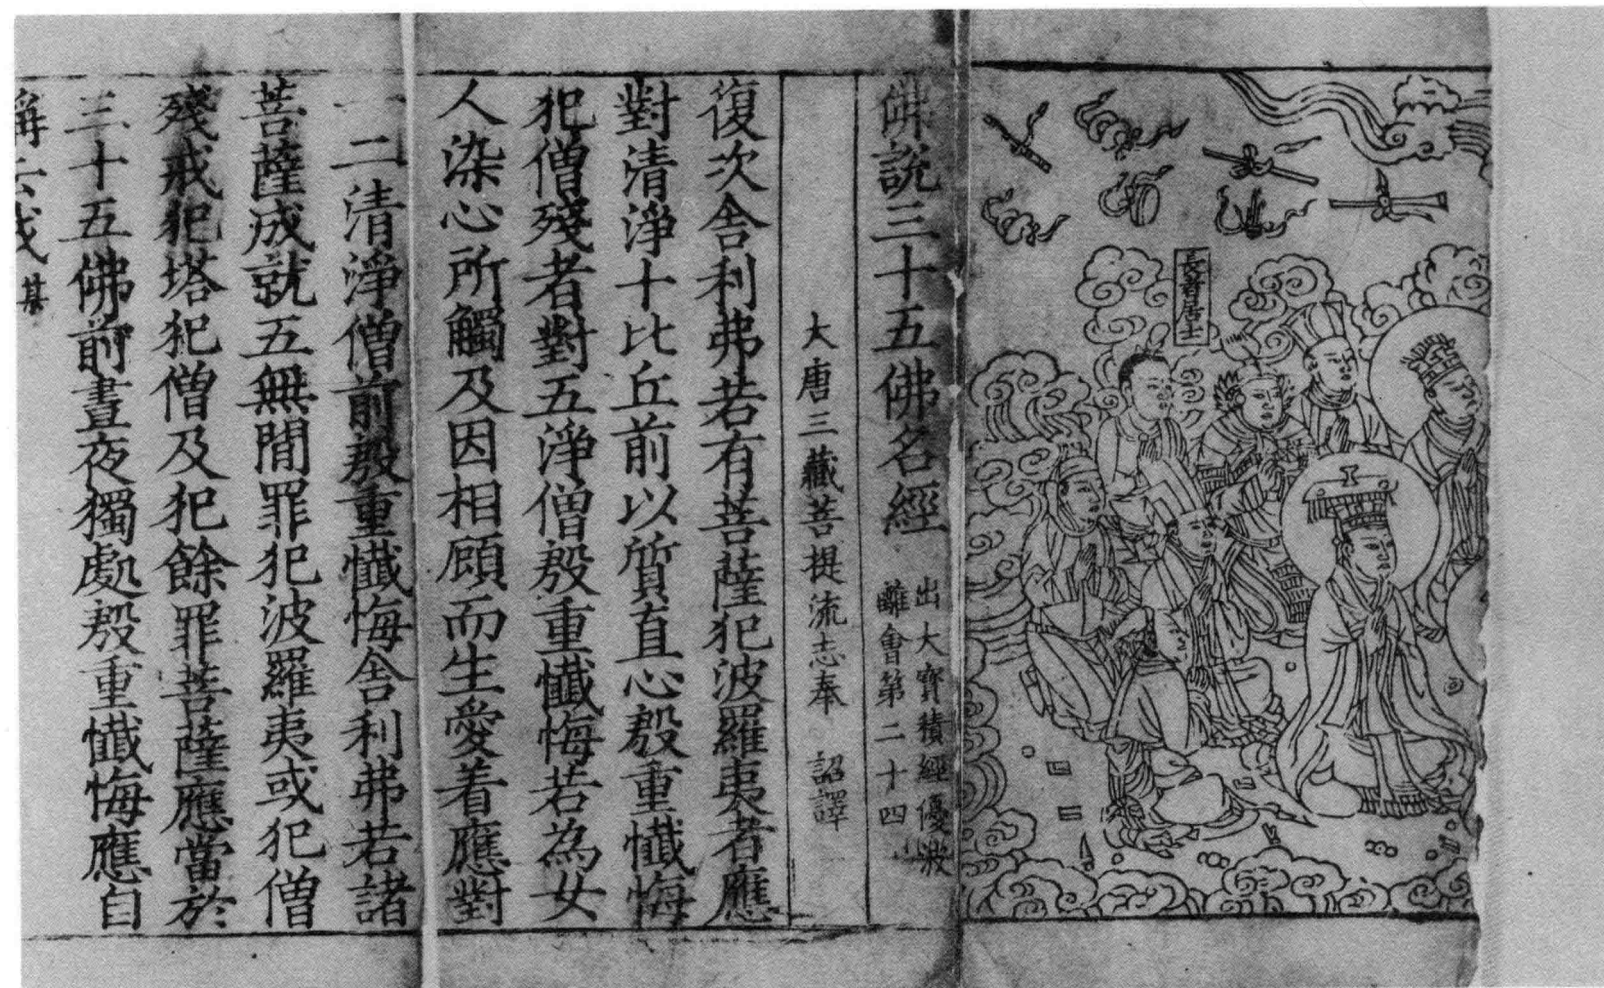 長者居士
佛說三十五佛名經
出大寶積經優波
離會第二十四
大唐三藏菩提流志奉 詔譯
復次舍利弗若有菩薩犯波羅夷者應
對清淨十比丘前以質直心慇重懺悔
犯僧殘者對五淨僧慇重懺悔若為女
人染心所觸及因相顧而生愛着應對
一二清淨僧前慇重懺悔舍利弗若諸
菩薩成就五無間罪犯波羅夷或犯僧
殘戒犯塔犯僧及犯餘罪菩薩應當於
三十五佛前晝夜獨處慇重懺悔應自